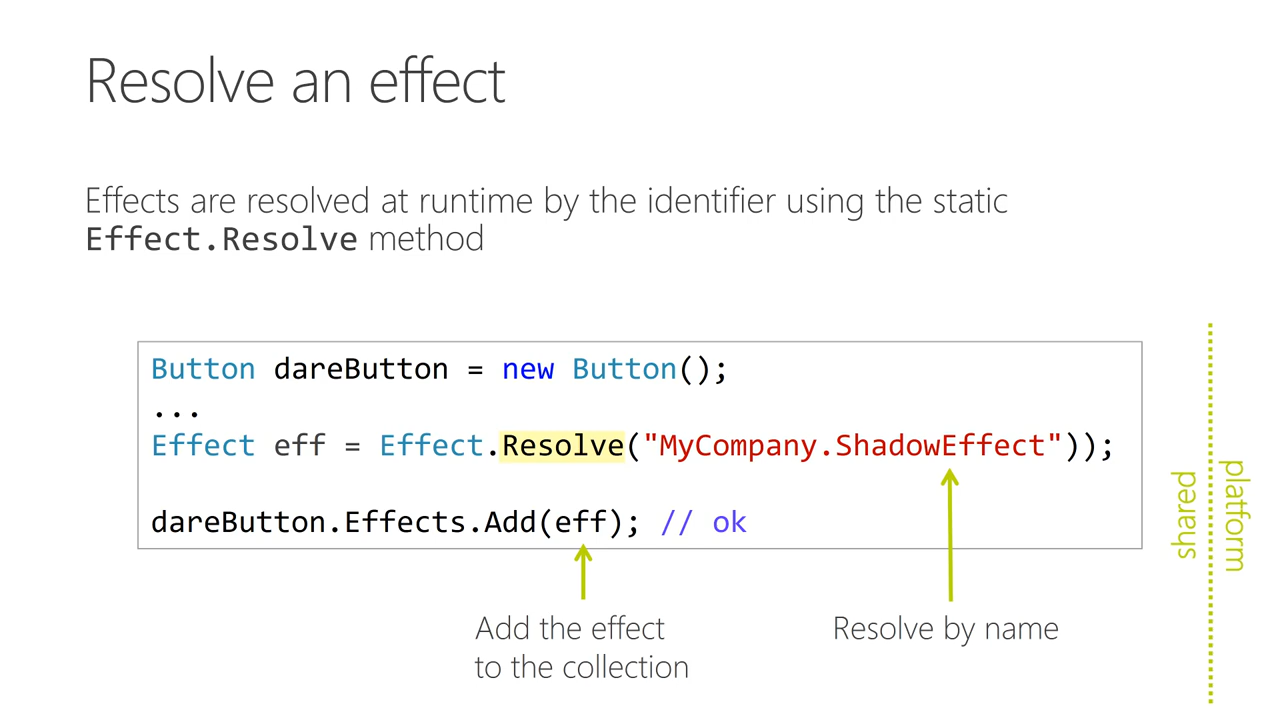 Resolve an effect
Effects are resolved at runtime by the identifier using the static
Effect.Resolve method
Button dareButton = new Button();
...
Effect eff = Effect.Resolve("MyCompany.ShadowEffect"));
dareButton.Effects.Add(eff); // ok
Add the effect
to the collection
Resolve by name
shared
platform